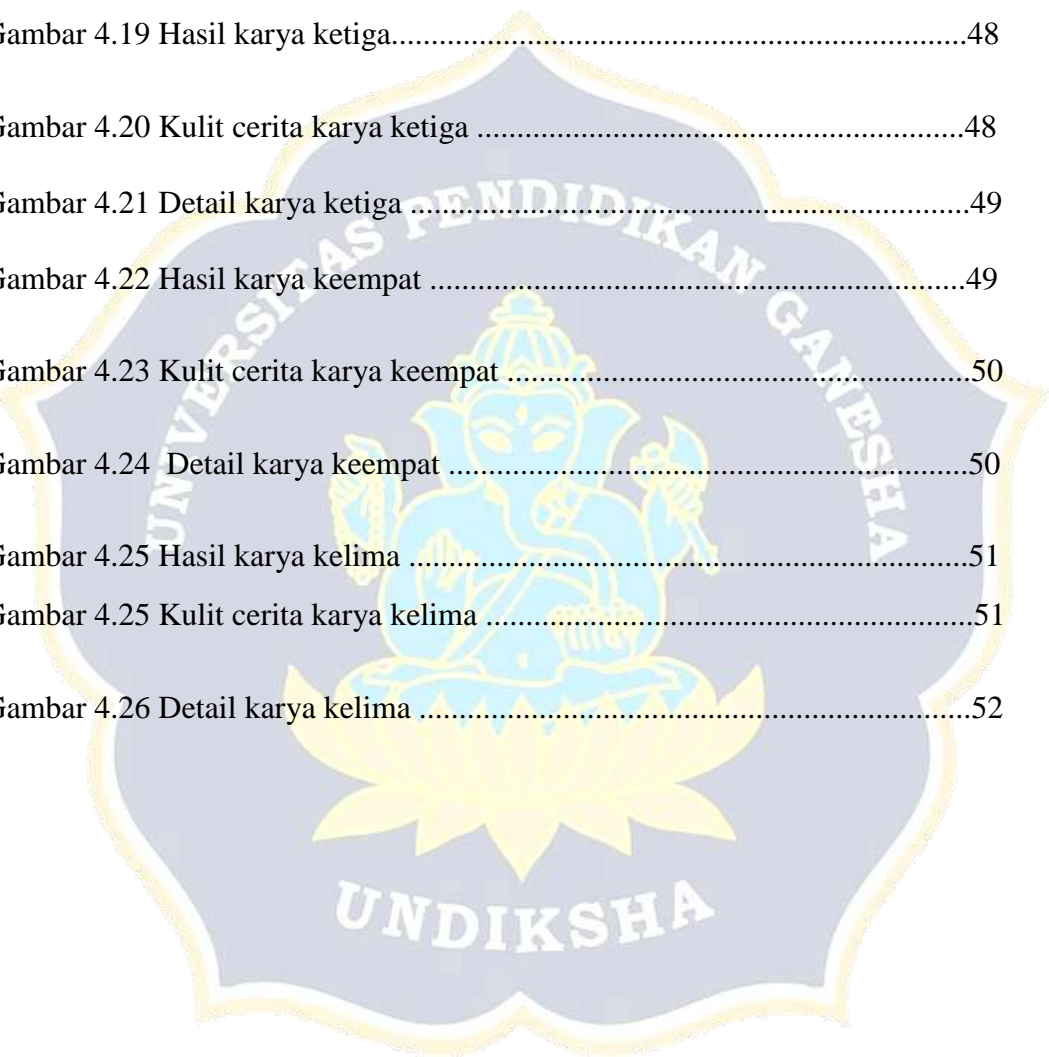 Gambar 4.19 Hasil karya ketiga........................................................................48
Gambar 4.20 Kulit cerita karya ketiga .............................................................48
Gambar 4.21 Detail karya ketiga ......................................................................49
Gambar 4.22 Hasil karya keempat ...................................................................49
Gambar 4.23 Kulit cerita karya keempat ..........................................................50
Gambar 4.24  Detail karya keempat .................................................................50
Gambar 4.25 Hasil karya kelima ......................................................................51
Gambar 4.25 Kulit cerita karya kelima .............................................................51
Gambar 4.26 Detail karya kelima .....................................................................52
UNIVERSITAS PENDIDIKAN GANESHA
UNDIKSHA